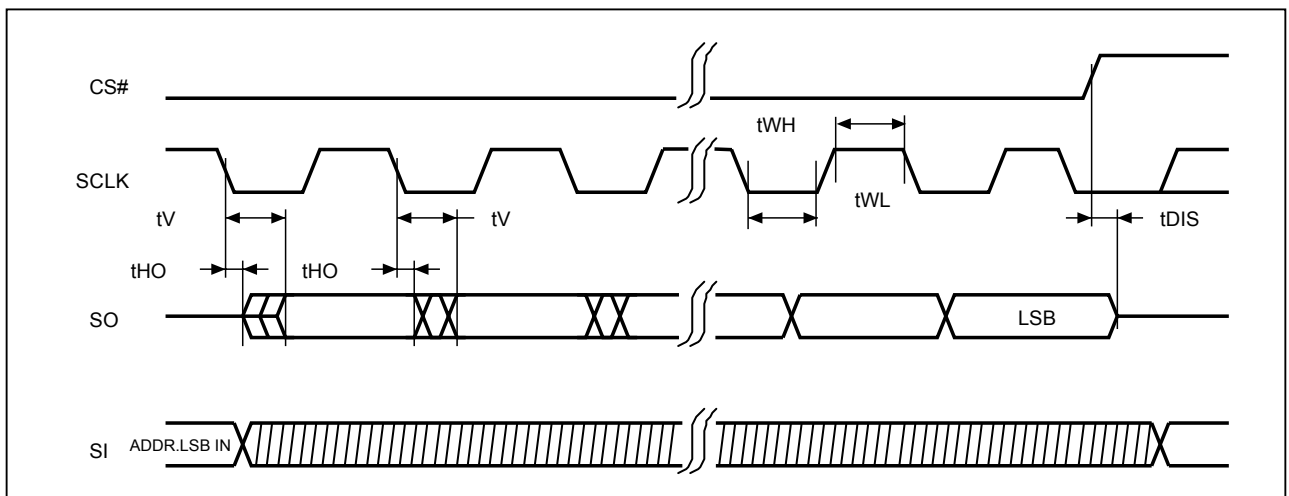 CS#
tWH
SCLK
tWL
tV
tV
tDIS
tHO
tHO
SO
LSB
SI
ADDR.LSB IN